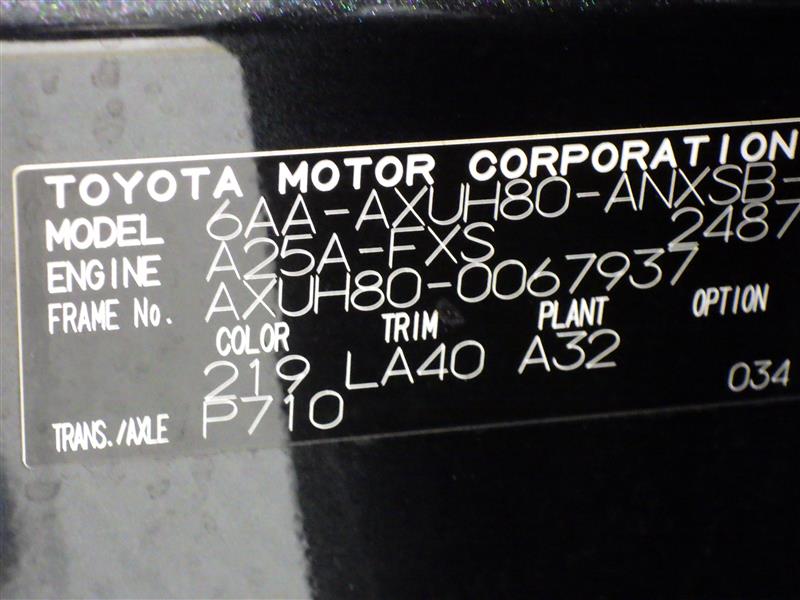 TOYOTA MOTOR CORPORATION
MODEL 6AA-AXUH80-ANXSB-
ENGINE A25A-FXS 2487
FRAME No. AXUH80-0067937
COLOR TRIM PLANT OPTION
219 LA40 A32
TRANS./AXLE P710 034